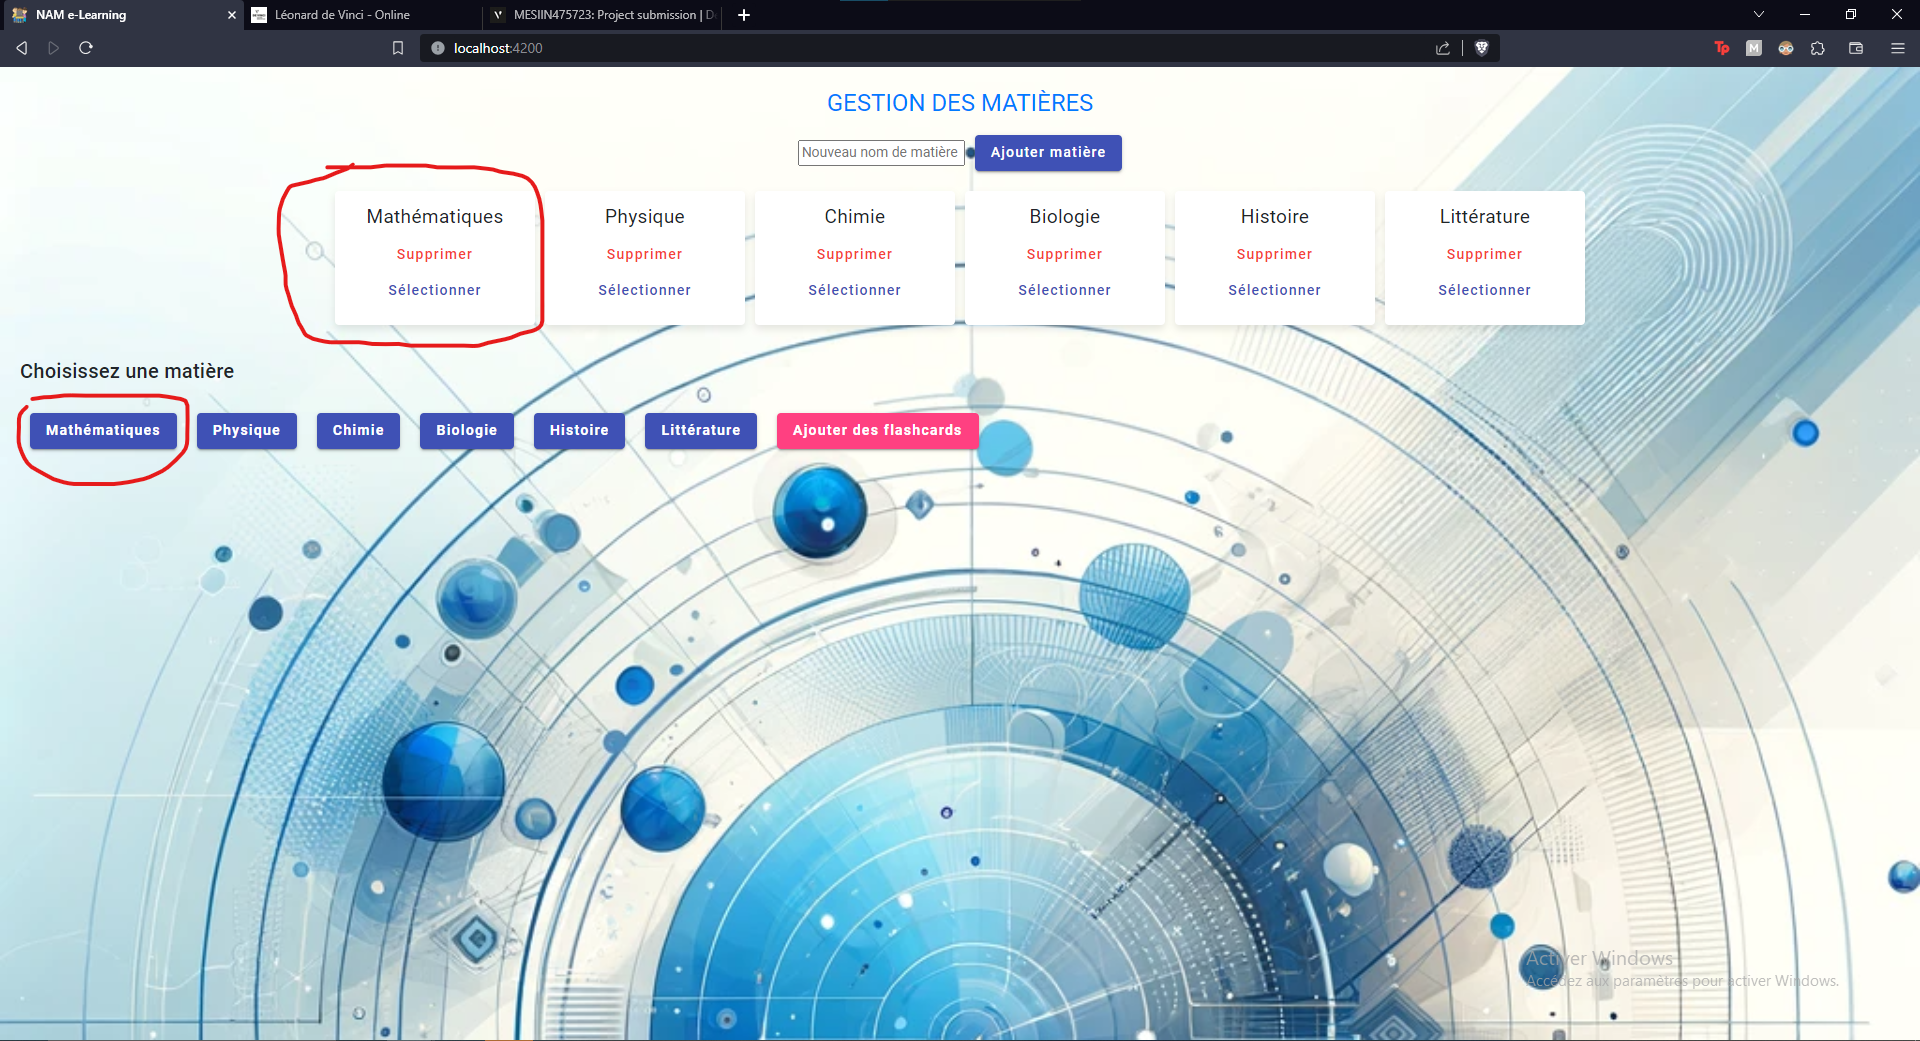 NAM e-Learning
Léonard de Vinci - Online
MESIIN475723: Project submission | D
localhost:4200
Tp
M
GESTION DES MATIÈRES
Nouveau nom de matière
Ajouter matière
Mathématiques Physique Chimie Biologie Histoire Littérature
Supprimer Supprimer Supprimer Supprimer Supprimer Supprimer
Sélectionner Sélectionner Sélectionner Sélectionner Sélectionner Sélectionner
Choisissez une matière
Mathématiques Physique Chimie Biologie Histoire Littérature Ajouter des flashcards
Activer Windows
Accédez aux paramètres pour activer Windows.